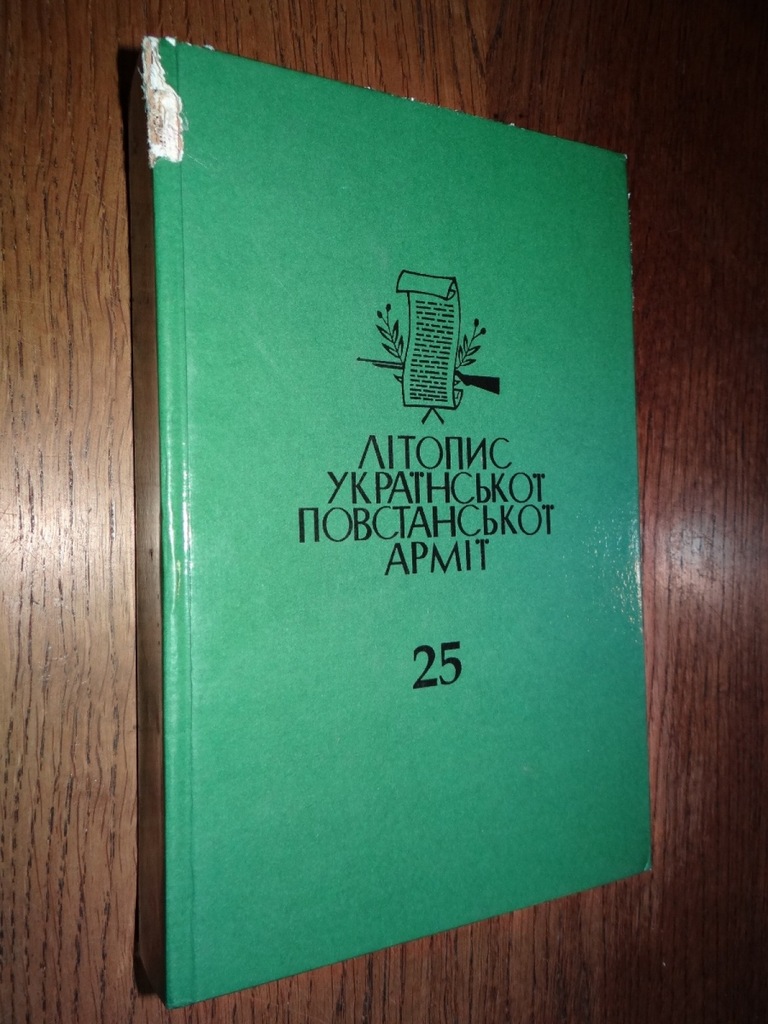 ЛІТОПИС
УКРАЇНСЬКОЇ
ПОВСТАНСЬКОЇ
АРМІЇ
25